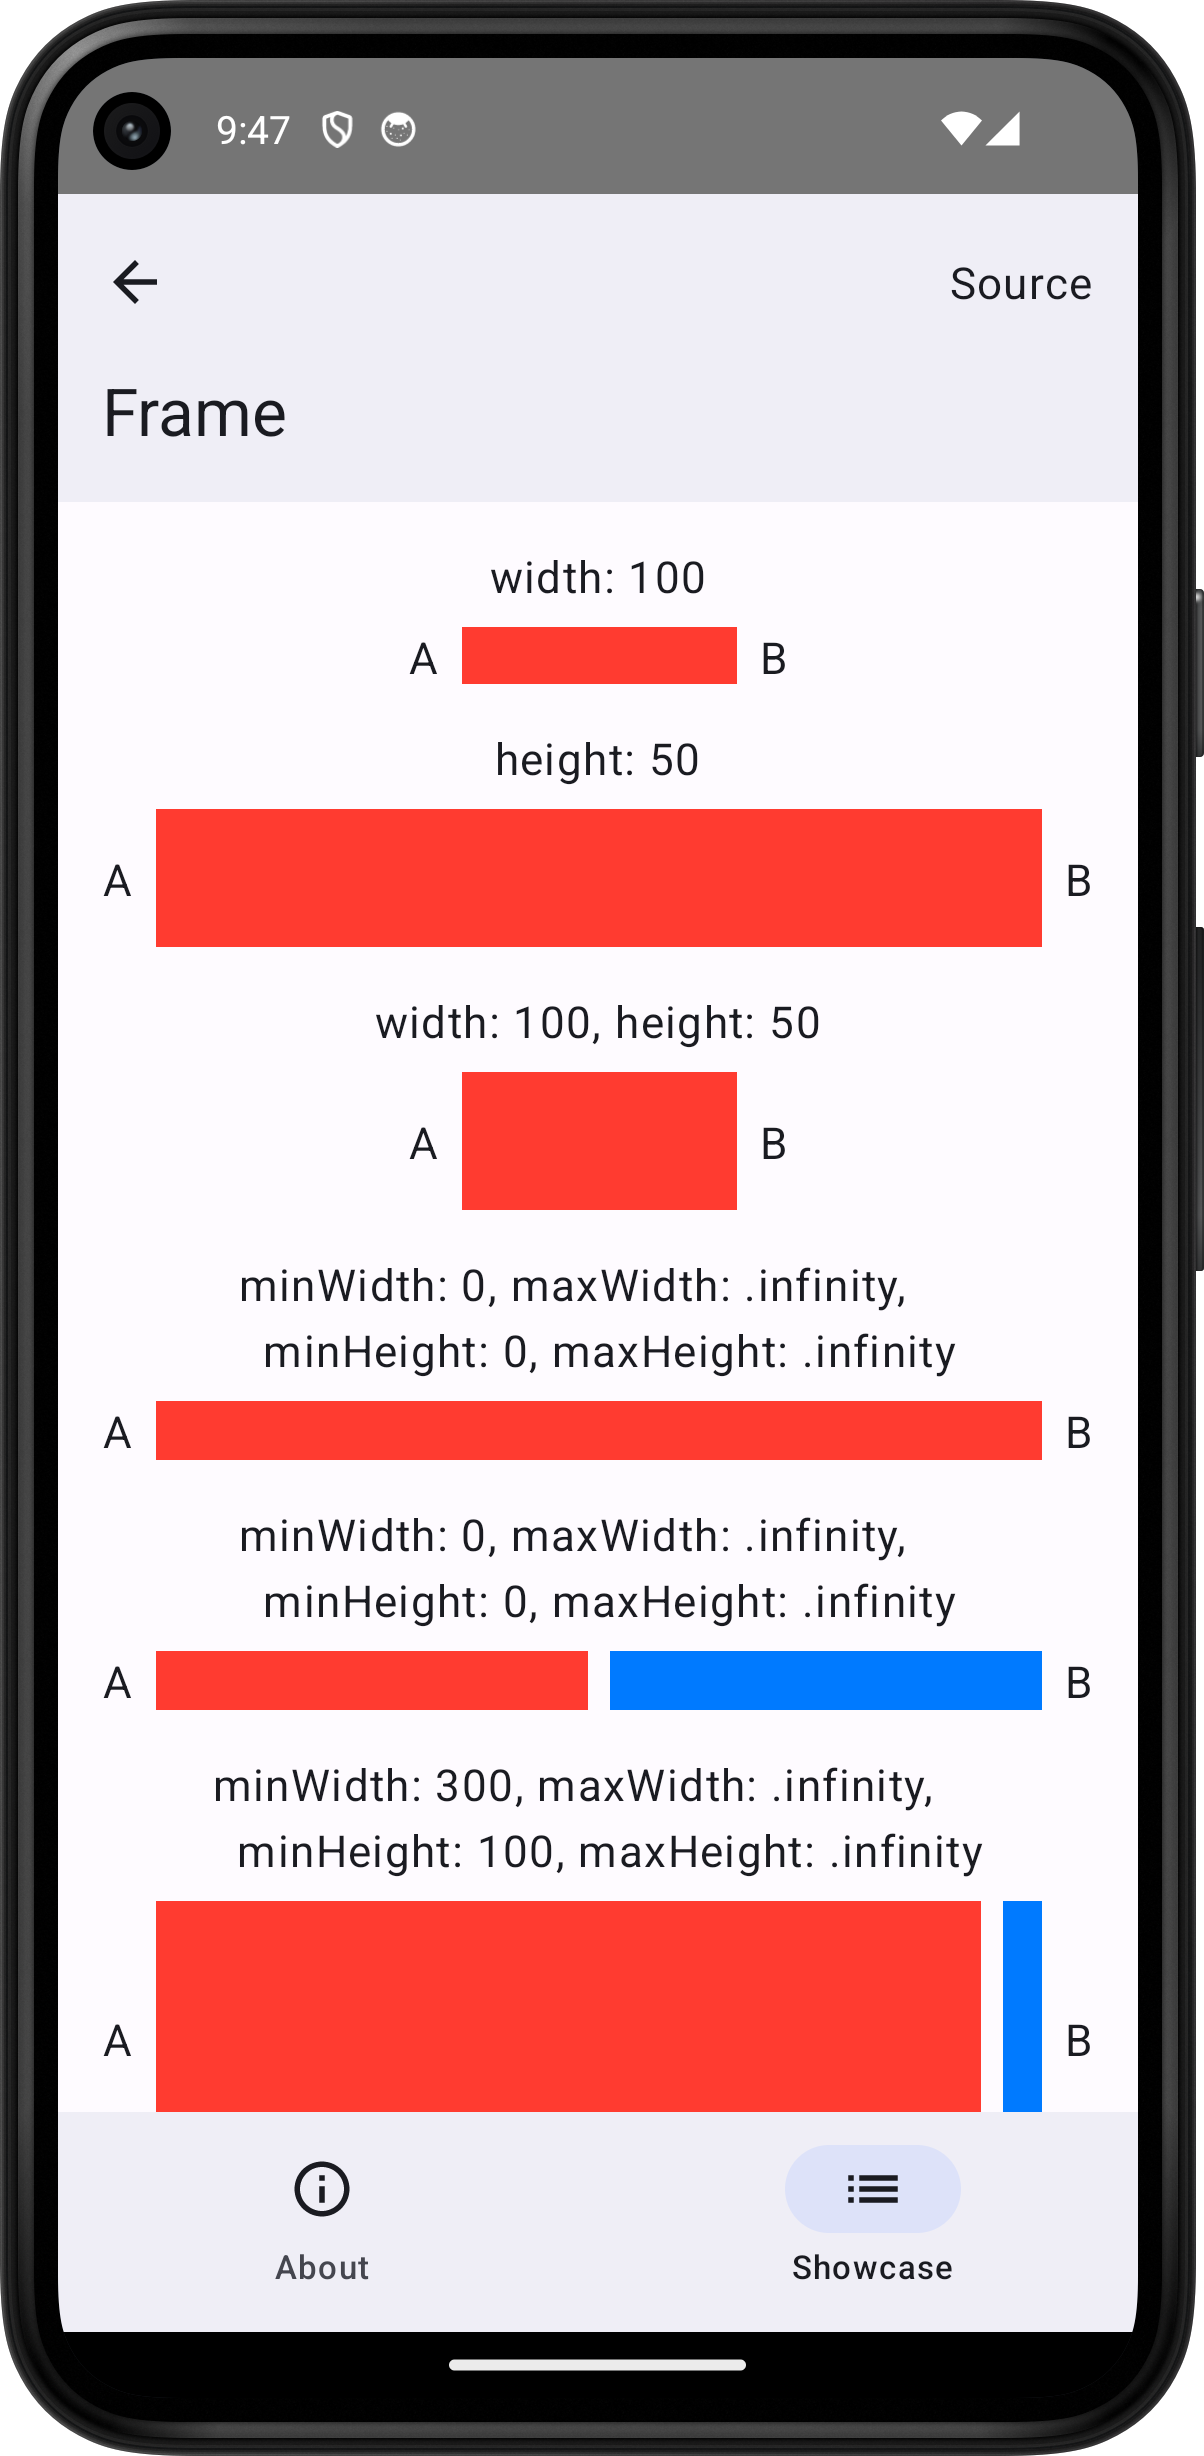 9:47
Source
Frame
width: 100
A B
height: 50
A B
width: 100, height: 50
A B
minWidth: 0, maxWidth: .infinity,
minHeight: 0, maxHeight: .infinity
A B
minWidth: 0, maxWidth: .infinity,
minHeight: 0, maxHeight: .infinity
A B
minWidth: 300, maxWidth: .infinity,
minHeight: 100, maxHeight: .infinity
A B
About Showcase